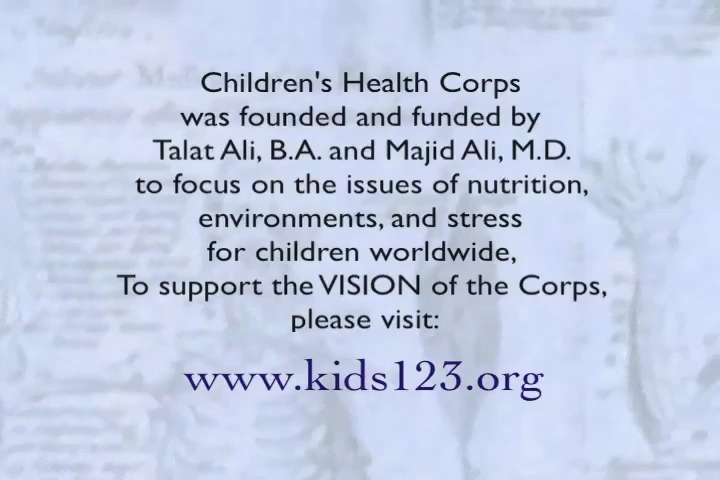 Children's Health Corps
was founded and funded by
Talat Ali, B.A. and Majid Ali, M.D.
to focus on the issues of nutrition,
environments, and stress
for children worldwide,
To support the VISION of the Corps,
please visit:
www.kids123.org